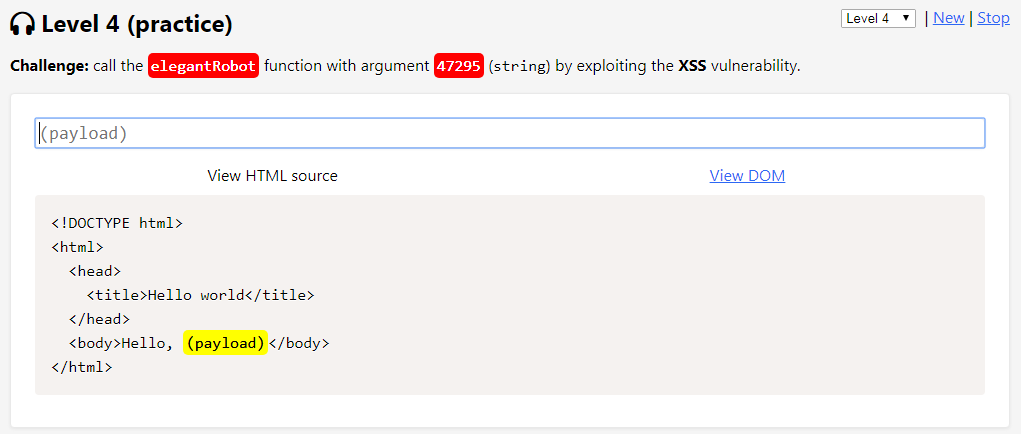 Level 4 (practice)
Level 4 | New | Stop
Challenge: call the elegantRobot function with argument 47295 (string) by exploiting the XSS vulnerability.
(payload)
View HTML source View DOM
<!DOCTYPE html>
<html>
<head>
<title>Hello world</title>
</head>
<body>Hello, (payload)</body>
</html>